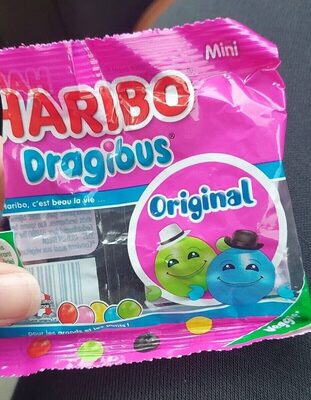 Mini
HARIBO
Dragibus®
Haribo, c'est beau la vie ...
Original
pour les grands et les petits !